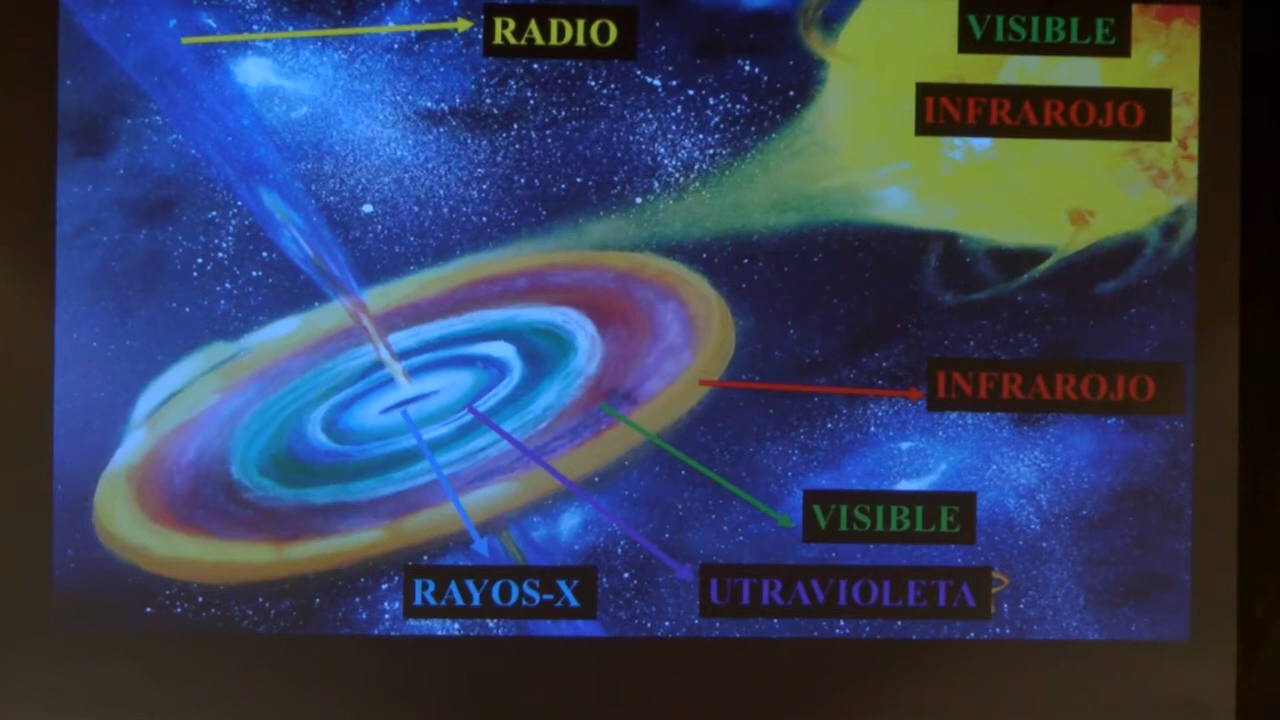 RADIO
VISIBLE
INFRAROJO
INFRAROJO
VISIBLE
RAYOS-X
UTRAVIOLETA